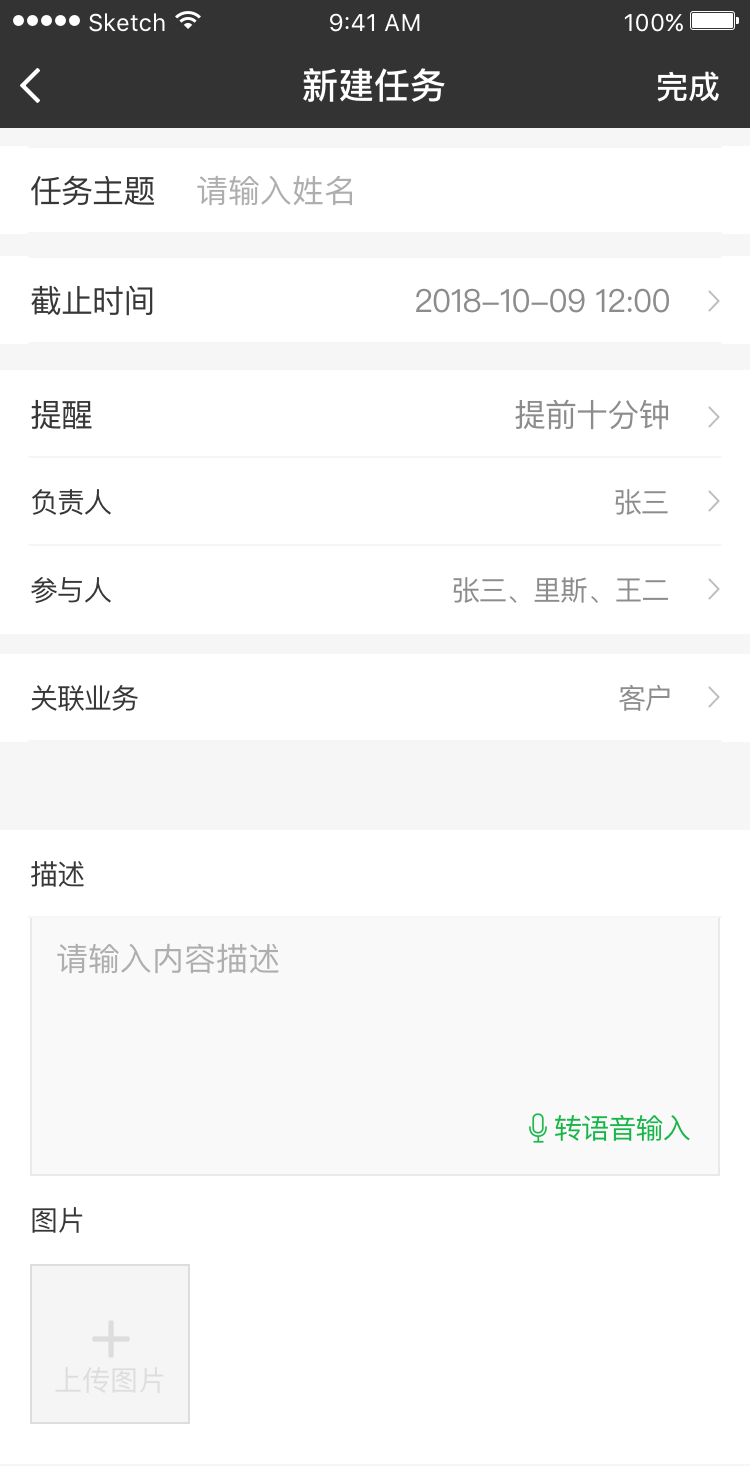 Sketch 9:41 AM 100%
新建任务 完成
任务主题 请输入姓名
截止时间 2018-10-09 12:00
提醒 提前十分钟
负责人 张三
参与人 张三、里斯、王二
关联业务 客户
描述
请输入内容描述
转语音输入
图片
上传图片